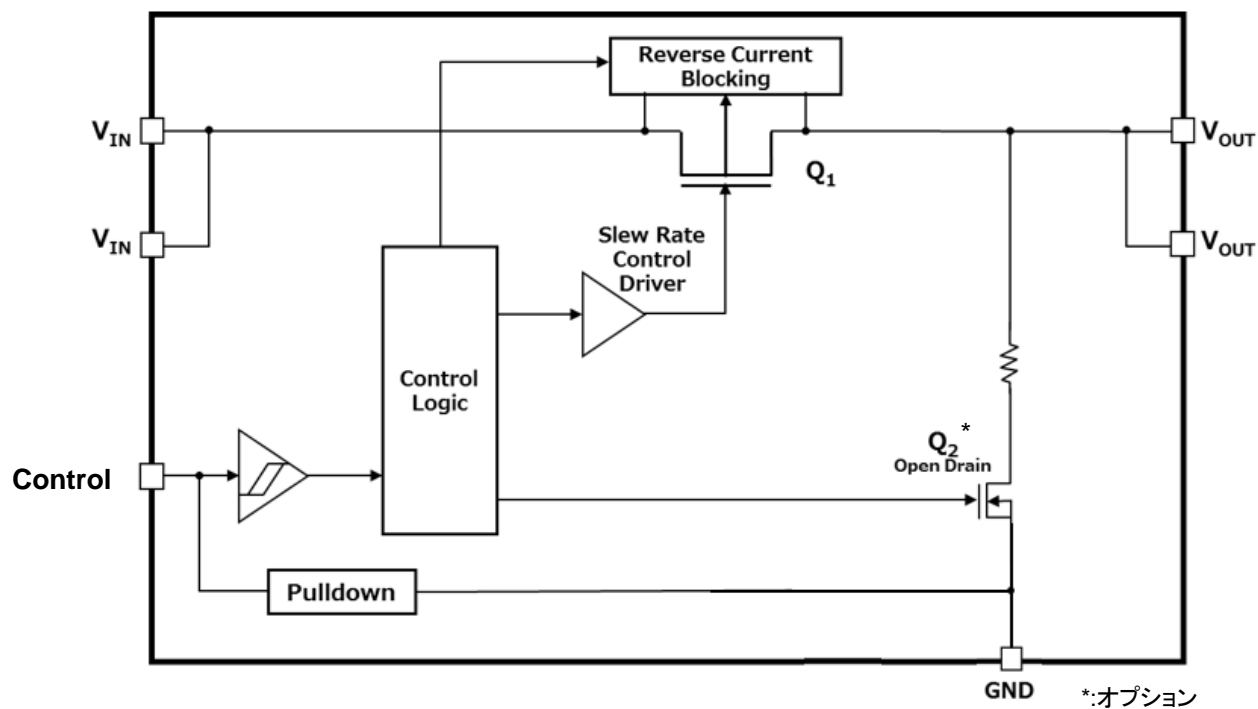 Reverse Current
Blocking
VIN
VOUT
Q1
VIN
VOUT
Slew Rate
Control
Driver
Control
Logic
Q2*
Open Drain
Control
Pulldown
GND
*:オプション